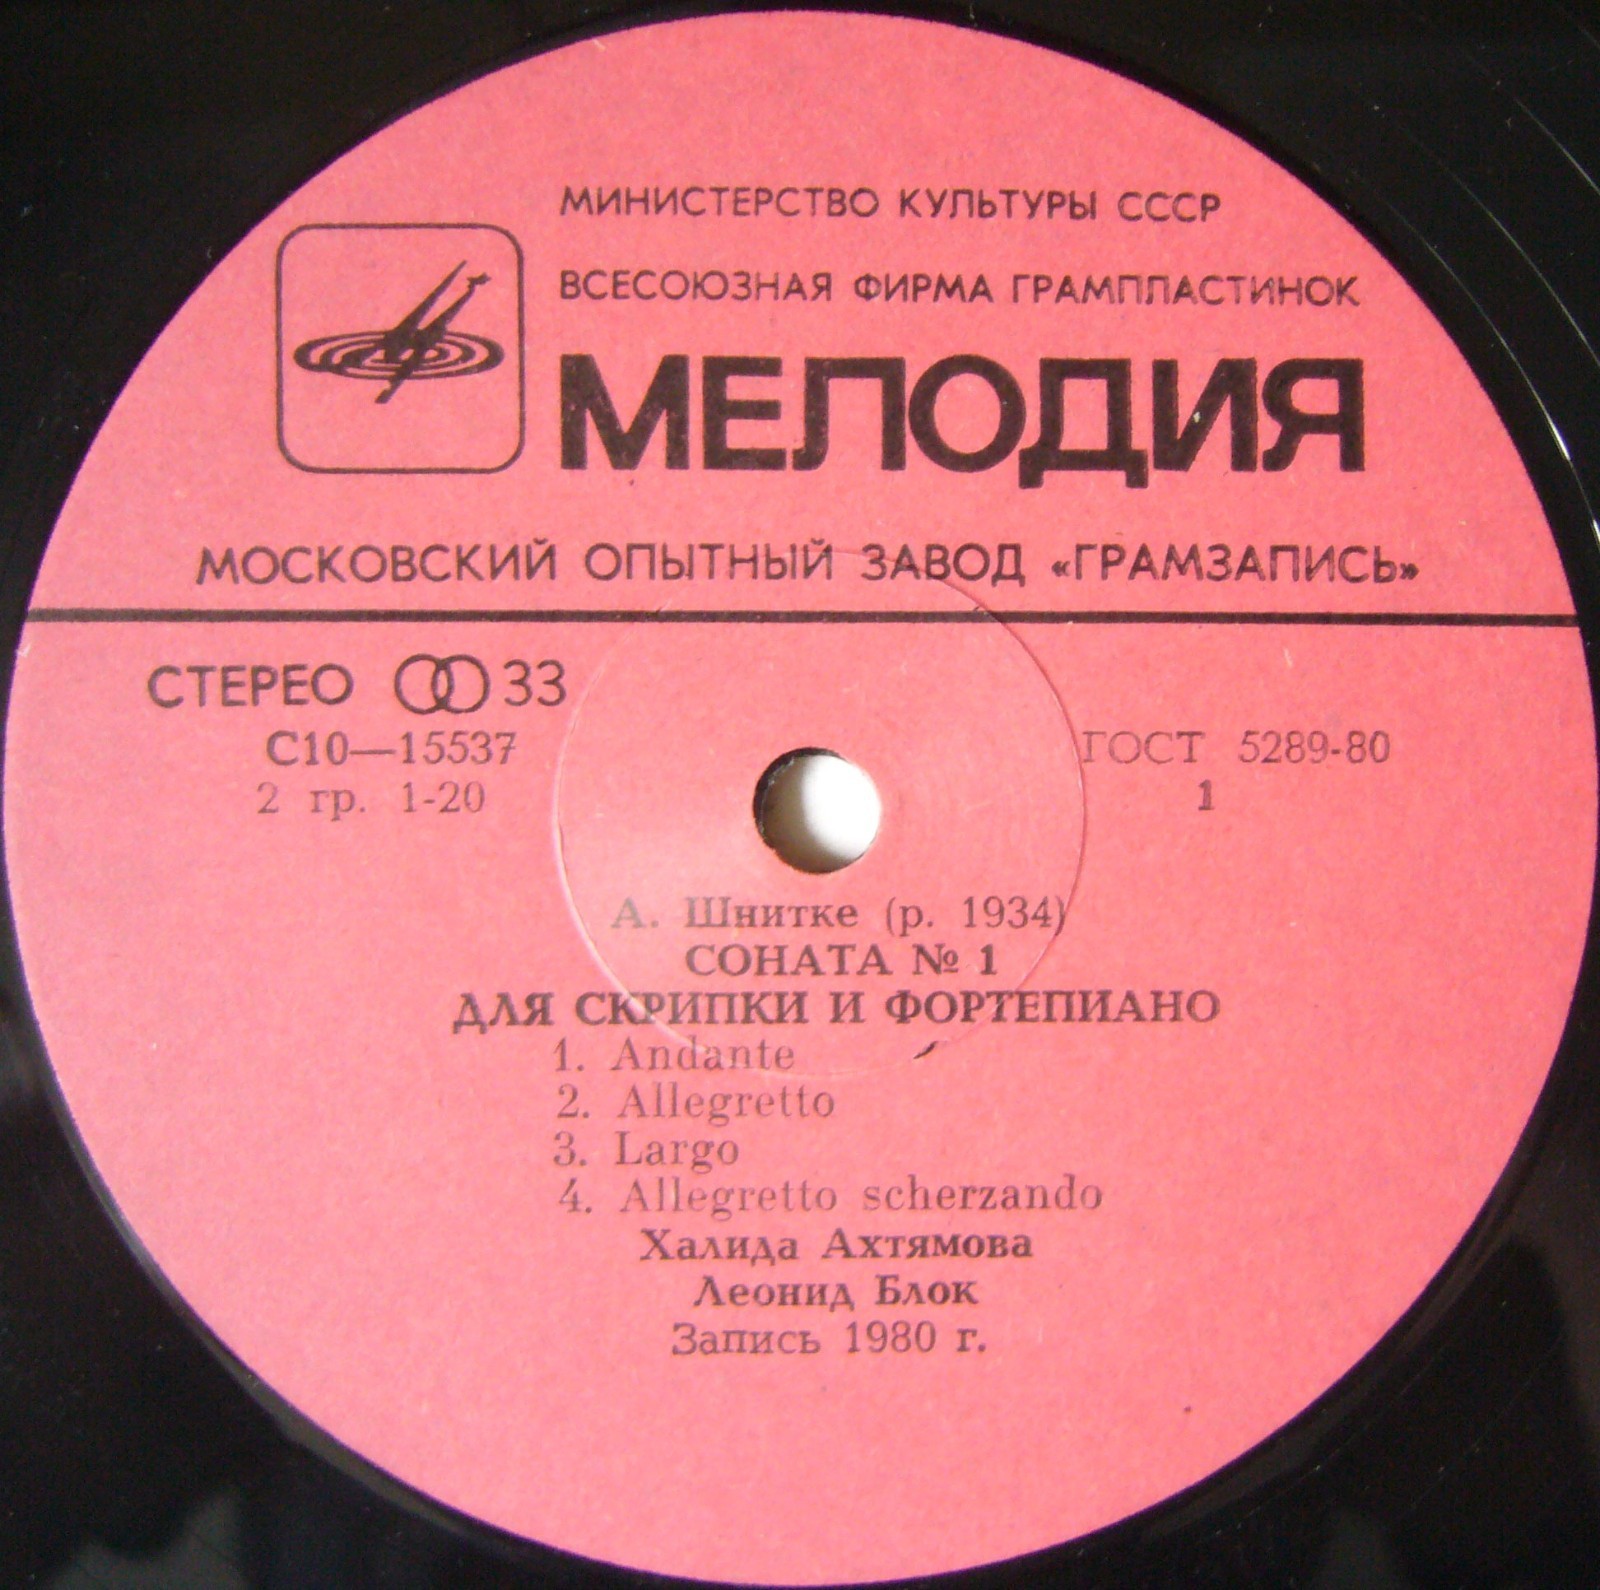 МИНИСТЕРСТВО КУЛЬТУРЫ СССР
ВСЕСОЮЗНАЯ ФИРМА ГРАМПЛАСТИНОК
МЕЛОДИЯ
МОСКОВСКИЙ ОПЫТНЫЙ ЗАВОД «ГРАМЗАПИСЬ»
СТЕРЕО 33
С10—15537
2 гр. 1-20
ГОСТ 5289-80
1
А. Шнитке (р. 1934)
СОНАТА № 1
ДЛЯ СКРИПКИ И ФОРТЕПИАНО
1. Andante
2. Allegretto
3. Largo
4. Allegretto scherzando
Халида Ахтямова
Леонид Блок
Запись 1980 г.